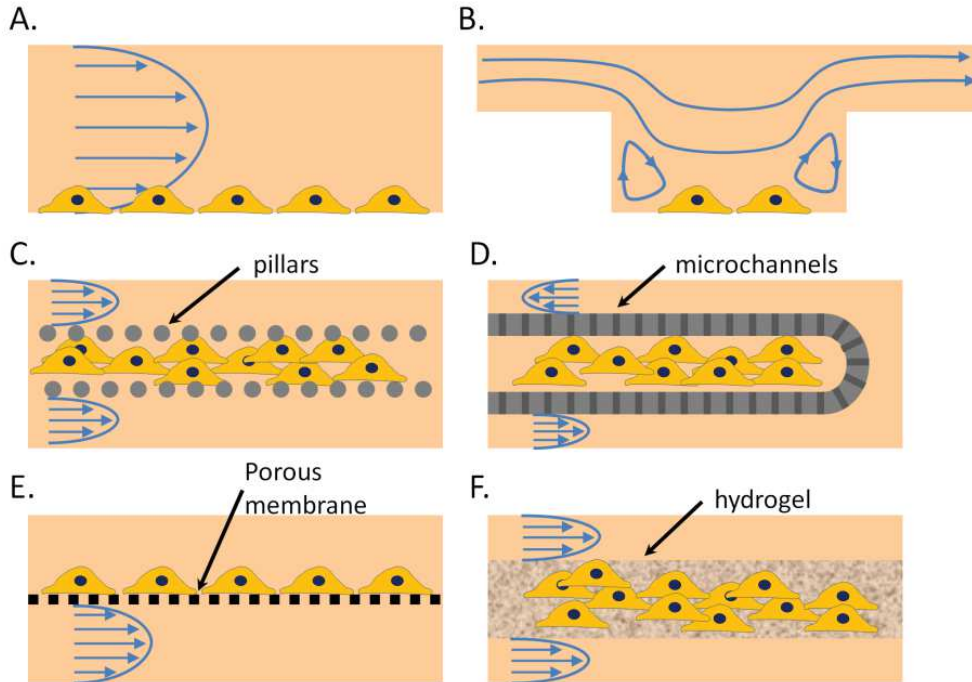 A.
B.
C.
pillars
D.
microchannels
E.
Porous
membrane
F.
hydrogel